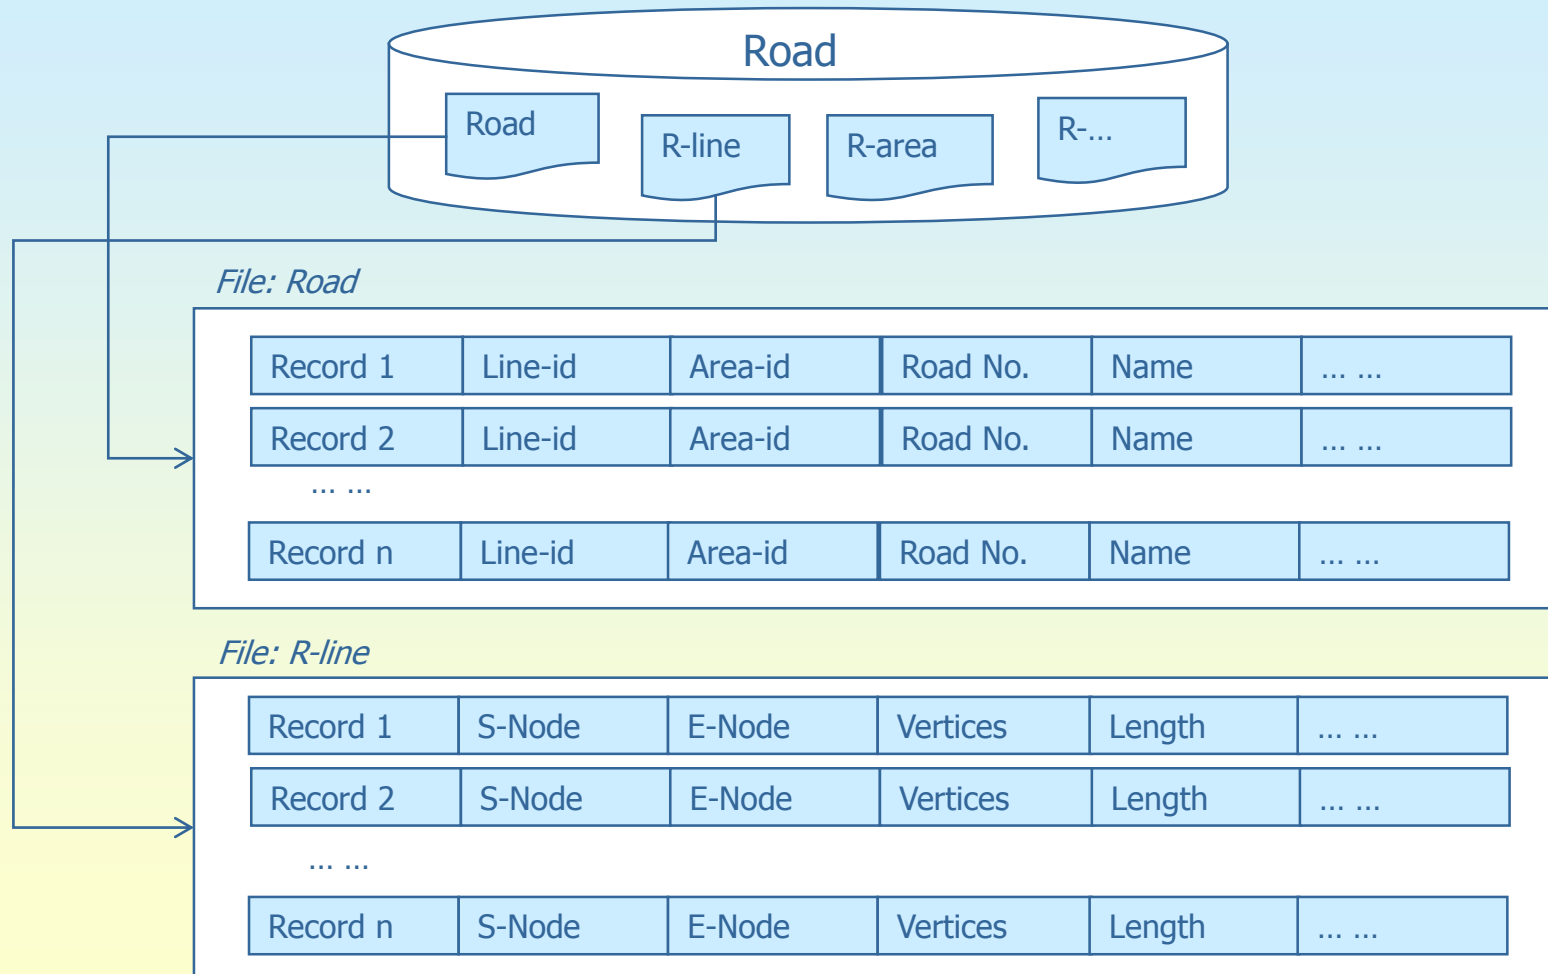 Road
Road
R-line
R-area
R-...
File: Road
Record 1 Line-id Area-id Road No. Name ... ...
Record 2 Line-id Area-id Road No. Name ... ...
... ...
Record n Line-id Area-id Road No. Name ... ...
File: R-line
Record 1 S-Node E-Node Vertices Length ... ...
Record 2 S-Node E-Node Vertices Length ... ...
... ...
Record n S-Node E-Node Vertices Length ... ...